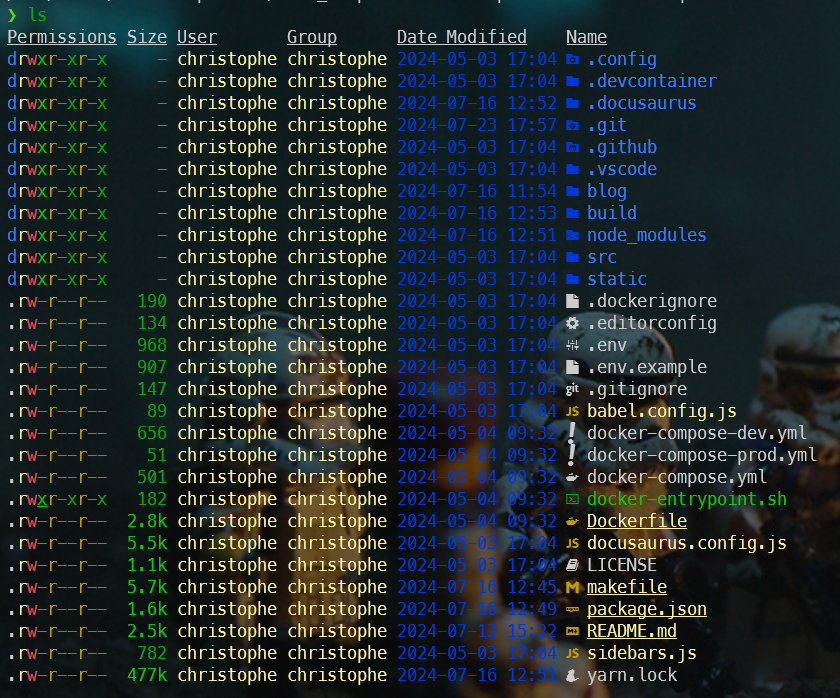 ❯ ls
Permissions Size User Group Date Modified Name
drwxr-xr-x - christophe christophe 2024-05-03 17:04 .config
drwxr-xr-x - christophe christophe 2024-05-03 17:04 .devcontainer
drwxr-xr-x - christophe christophe 2024-07-16 12:52 .docusaurus
drwxr-xr-x - christophe christophe 2024-07-23 17:57 .git
drwxr-xr-x - christophe christophe 2024-05-03 17:04 .github
drwxr-xr-x - christophe christophe 2024-05-03 17:04 .vscode
drwxr-xr-x - christophe christophe 2024-07-16 11:54 blog
drwxr-xr-x - christophe christophe 2024-07-16 12:53 build
drwxr-xr-x - christophe christophe 2024-07-16 12:51 node_modules
drwxr-xr-x - christophe christophe 2024-05-03 17:04 src
drwxr-xr-x - christophe christophe 2024-05-03 17:04 static
.rw-r--r-- 190 christophe christophe 2024-05-03 17:04 .dockerignore
.rw-r--r-- 134 christophe christophe 2024-05-03 17:04 .editorconfig
.rw-r--r-- 968 christophe christophe 2024-05-03 17:04 .env
.rw-r--r-- 907 christophe christophe 2024-05-03 17:04 .env.example
.rw-r--r-- 147 christophe christophe 2024-05-03 17:04 git .gitignore
.rw-r--r-- 89 christophe christophe 2024-05-03 17:04 JS babel.config.js
.rw-r--r-- 656 christophe christophe 2024-05-04 09:32 ! docker-compose-dev.yml
.rw-r--r-- 51 christophe christophe 2024-05-04 09:32 ! docker-compose-prod.yml
.rw-r--r-- 501 christophe christophe 2024-05-04 09:32 docker-compose.yml
.rwxr-xr-x 182 christophe christophe 2024-05-04 09:32 docker-entrypoint.sh
.rw-r--r-- 2.8k christophe christophe 2024-05-04 09:32 Dockerfile
.rw-r--r-- 5.5k christophe christophe 2024-05-03 17:04 JS docusaurus.config.js
.rw-r--r-- 1.1k christophe christophe 2024-05-03 17:04 LICENSE
.rw-r--r-- 5.7k christophe christophe 2024-07-16 12:45 M makefile
.rw-r--r-- 1.6k christophe christophe 2024-07-16 12:49 package.json
.rw-r--r-- 2.5k christophe christophe 2024-07-12 15:22 README.md
.rw-r--r-- 782 christophe christophe 2024-05-03 17:04 JS sidebars.js
.rw-r--r-- 477k christophe christophe 2024-07-16 12:51 yarn.lock